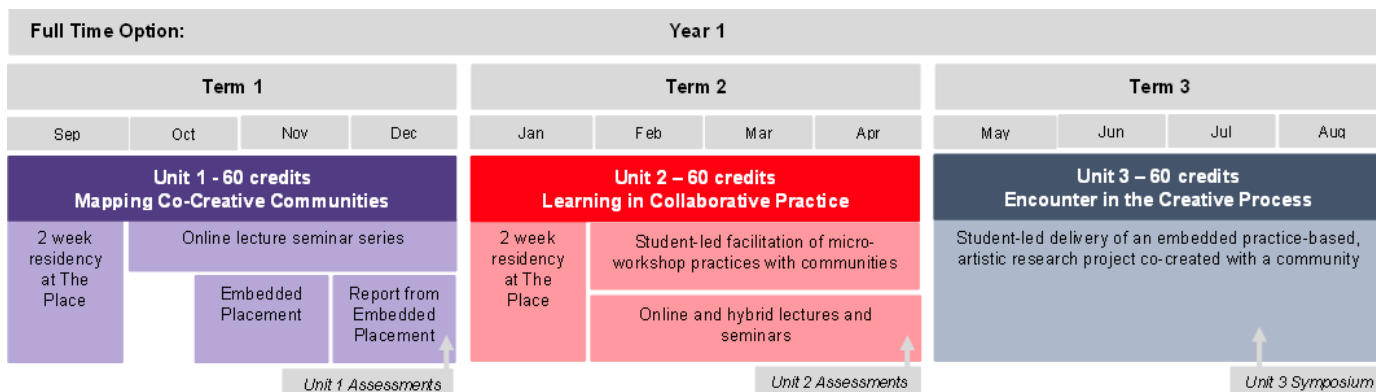 Full Time Option:
Year 1
Term 1
Term 2
Term 3
Sep
Oct
Nov
Dec
Jan
Feb
Mar
Apr
May
Jun
Jul
Aug
Unit 1 - 60 credits
Mapping Co-Creative Communities
Unit 2 – 60 credits
Learning in Collaborative Practice
Unit 3 – 60 credits
Encounter in the Creative Process
2 week
residency
at The
Place
Online lecture seminar series
Embedded
Placement
Report from
Embedded
Placement
2 week
residency
at The
Place
Student-led facilitation of micro-
workshop practices with communities
Online and hybrid lectures and
seminars
Student-led delivery of an embedded practice-based,
artistic research project co-created with a community
Unit 1 Assessments
Unit 2 Assessments
Unit 3 Symposium